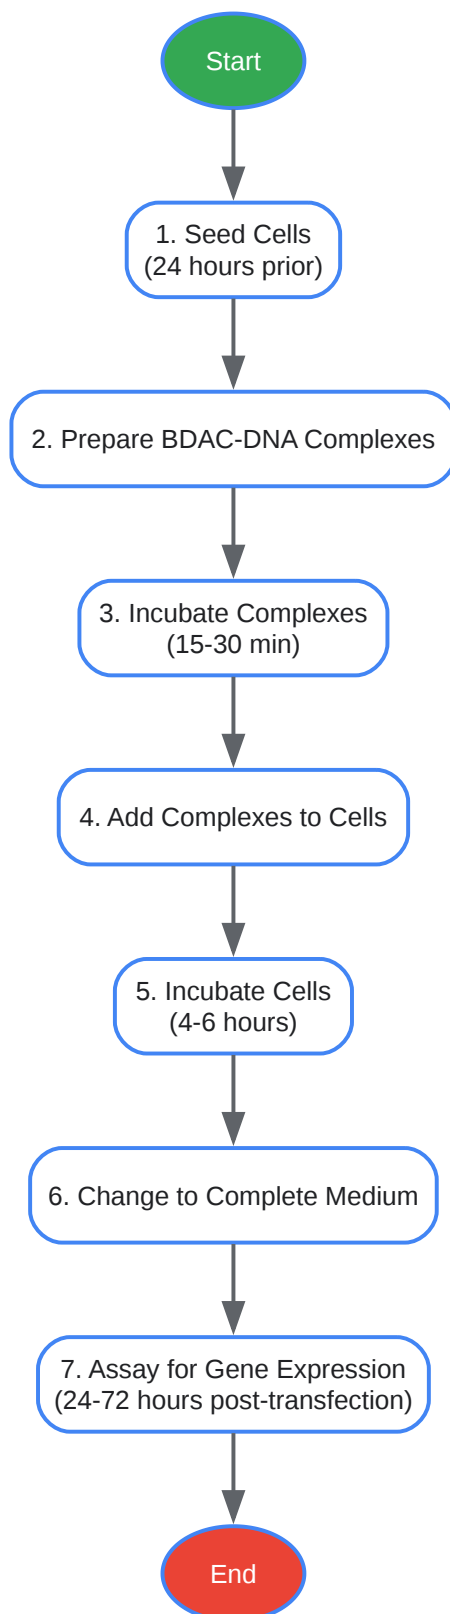 Start
1. Seed Cells
(24 hours prior)
2. Prepare BDAC-DNA Complexes
3. Incubate Complexes
(15-30 min)
4. Add Complexes to Cells
5. Incubate Cells
(4-6 hours)
6. Change to Complete Medium
7. Assay for Gene Expression
(24-72 hours post-transfection)
End